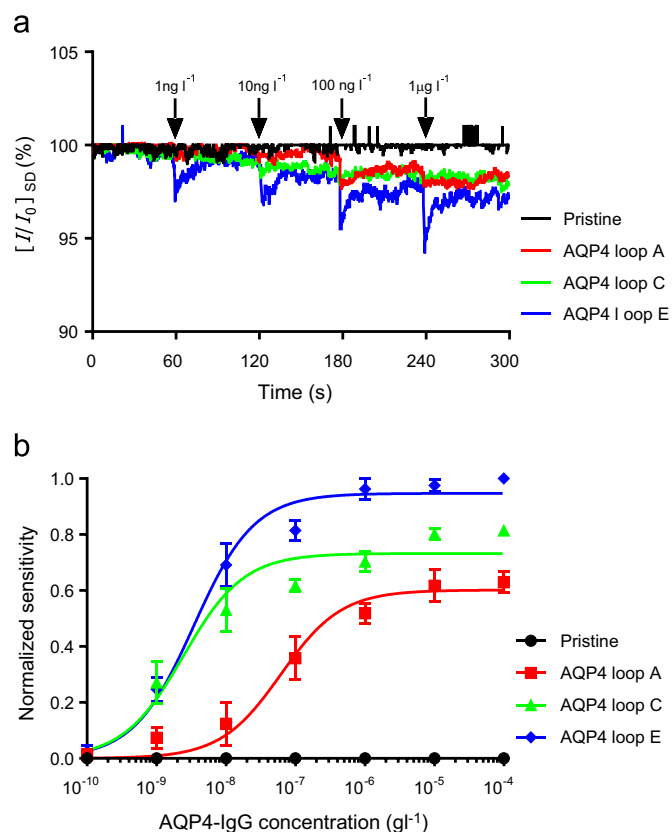 a
105
100
95
90
[I/I₀]SD (%)
1ng l⁻¹
10ng l⁻¹
100 ng l⁻¹
1μg l⁻¹
0
60
120
180
240
300
Time (s)
Pristine
AQP4 loop A
AQP4 loop C
AQP4 l oop E
b
1.0
0.8
0.6
0.4
0.2
0.0
Normalized sensitivity
10⁻¹⁰
10⁻⁹
10⁻⁸
10⁻⁷
10⁻⁶
10⁻⁵
10⁻⁴
AQP4-IgG concentration (gl⁻¹)
Pristine
AQP4 loop A
AQP4 loop C
AQP4 loop E